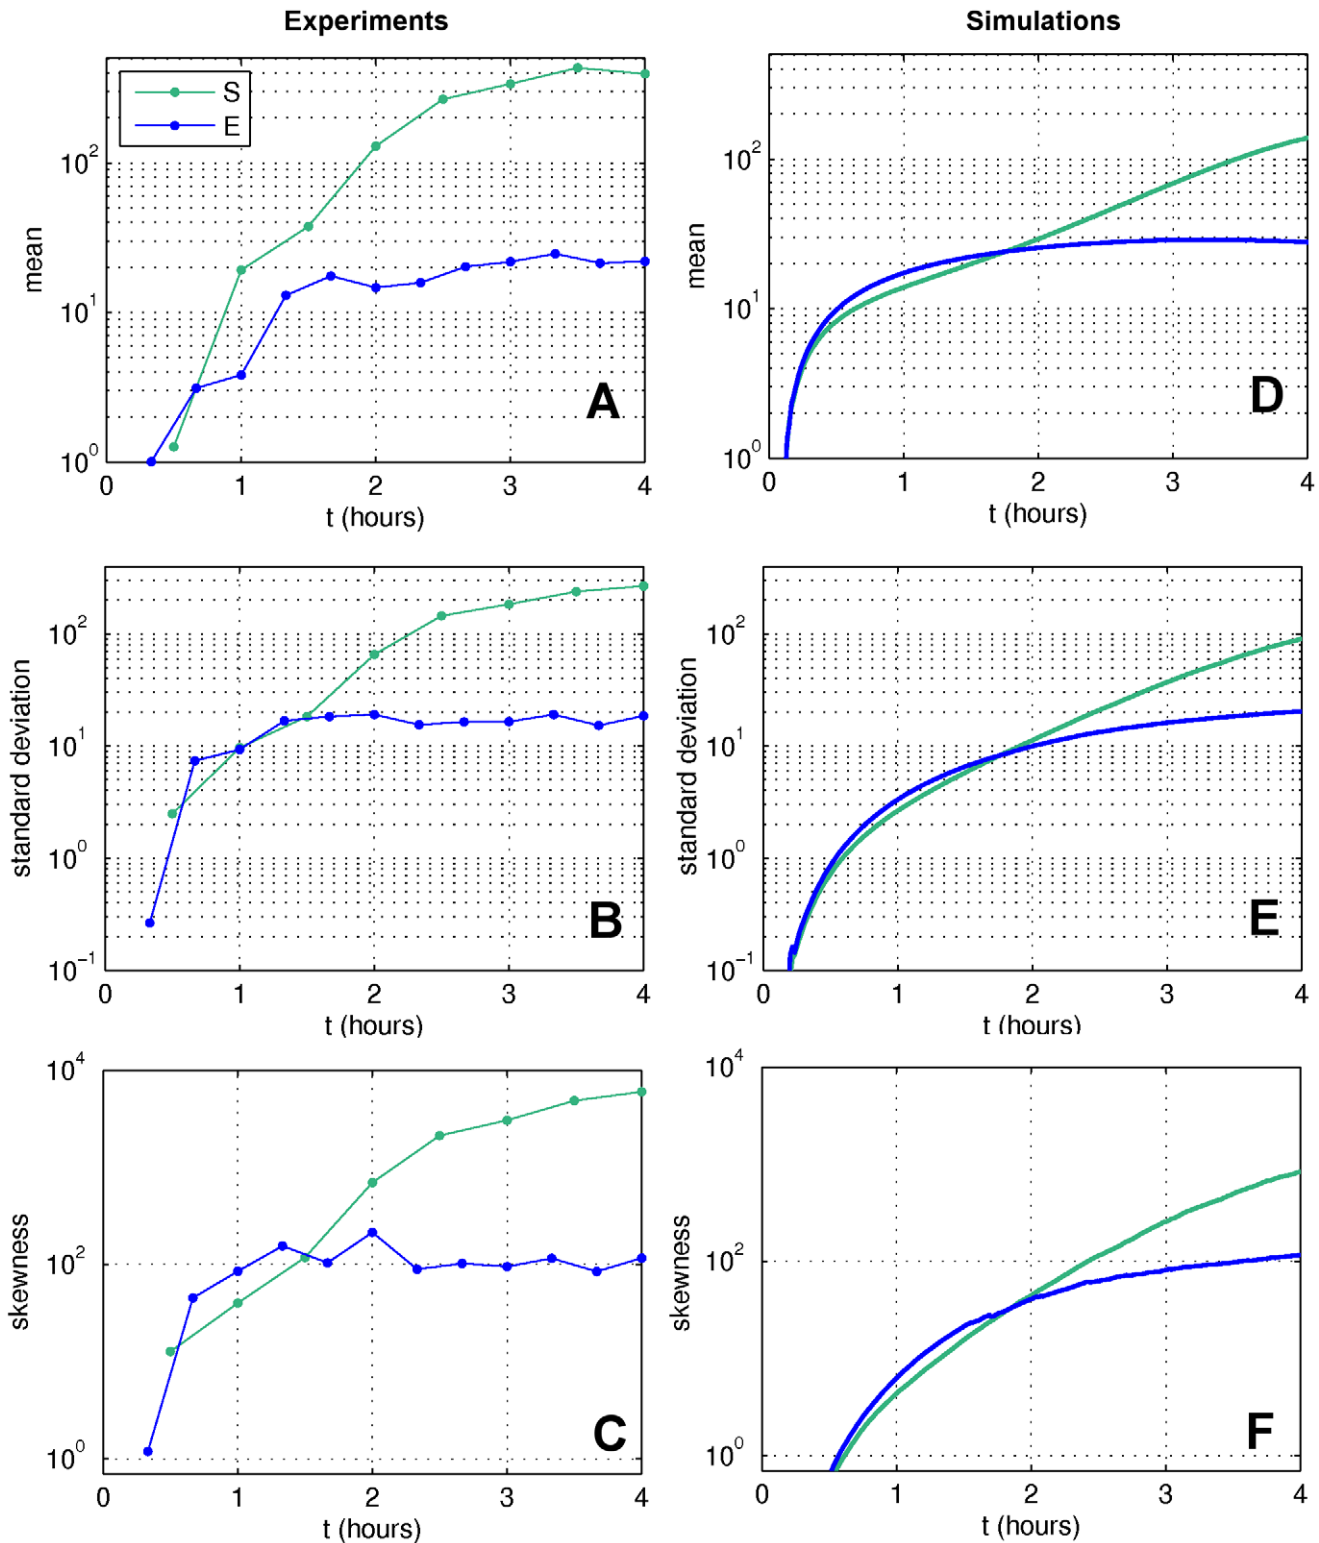 Experiments
Simulations
S
E
10^2
10^1
10^0
mean
A
0 1 2 3 4
t (hours)
10^2
10^1
10^0
mean
D
0 1 2 3 4
t (hours)
10^2
10^1
10^0
10^−1
standard deviation
B
0 1 2 3 4
t (hours)
10^2
10^1
10^0
10^−1
standard deviation
E
0 1 2 3 4
t (hours)
10^4
10^2
10^0
skewness
C
0 1 2 3 4
t (hours)
10^4
10^2
10^0
skewness
F
0 1 2 3 4
t (hours)